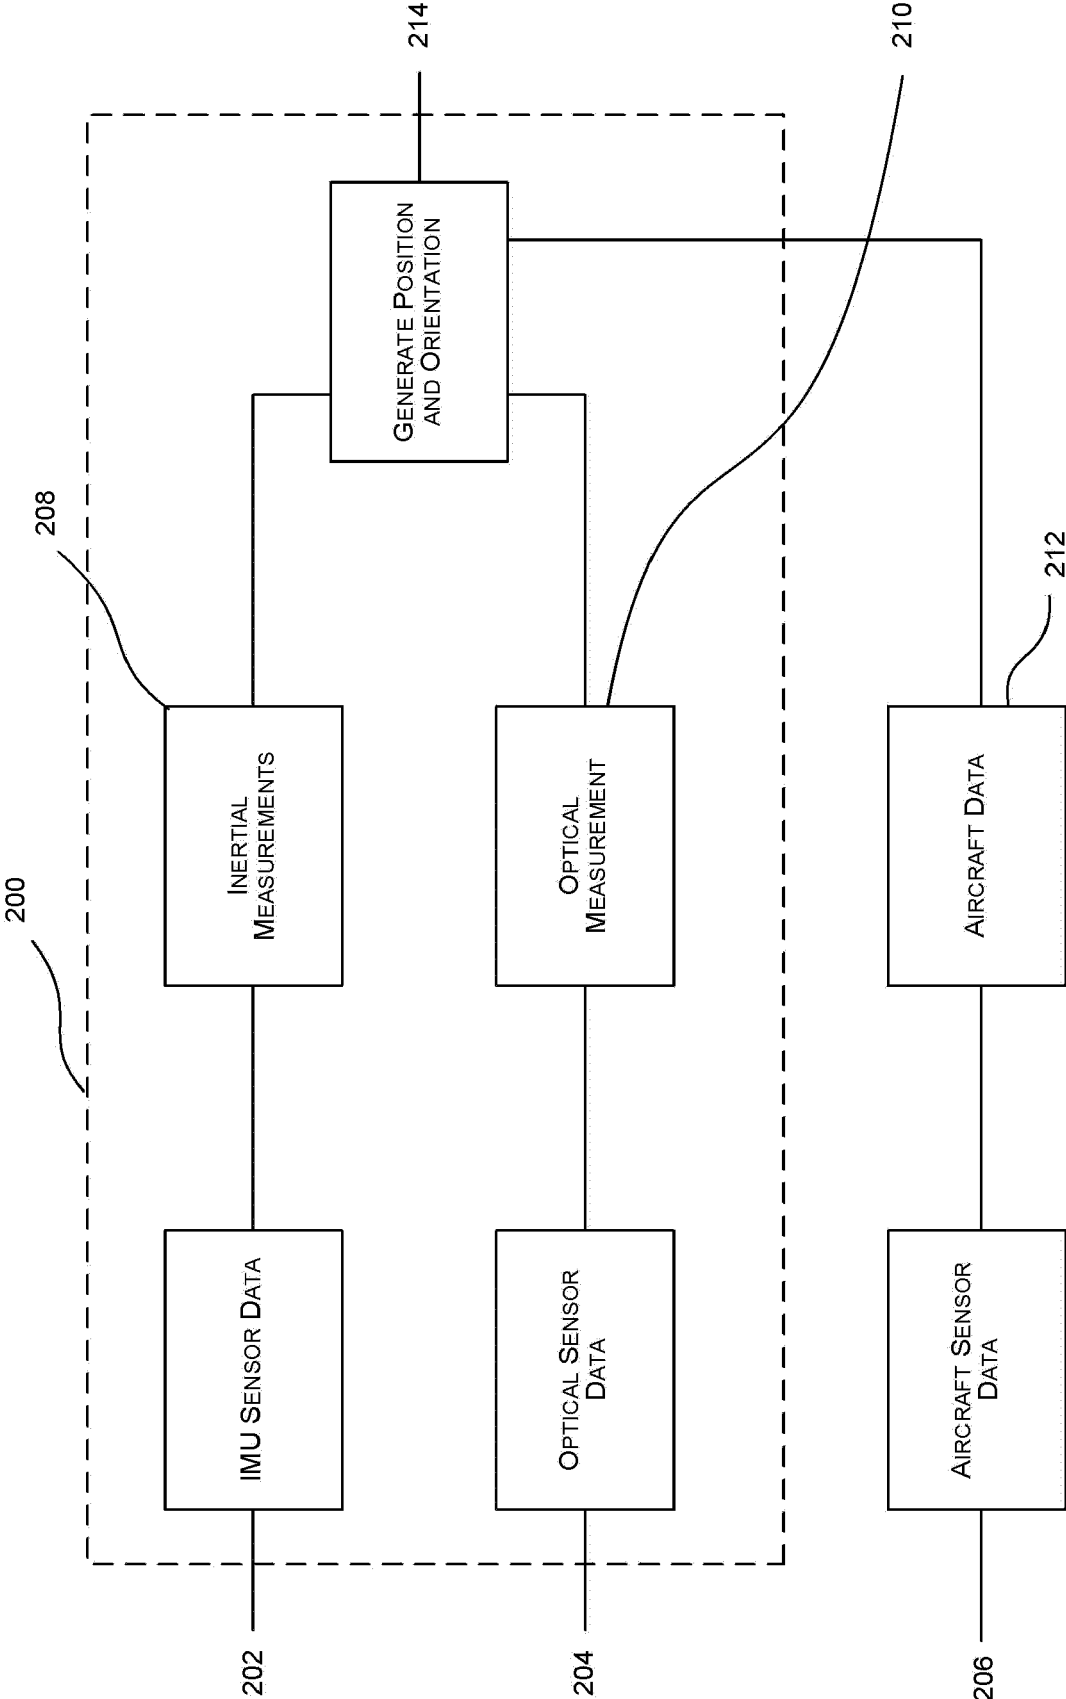 200
208
202
IMU SENSOR DATA
INERTIAL
MEASUREMENTS
GENERATE POSITION
AND ORIENTATION
214
204
OPTICAL SENSOR
DATA
OPTICAL
MEASUREMENT
210
206
AIRCRAFT SENSOR
DATA
AIRCRAFT DATA
212